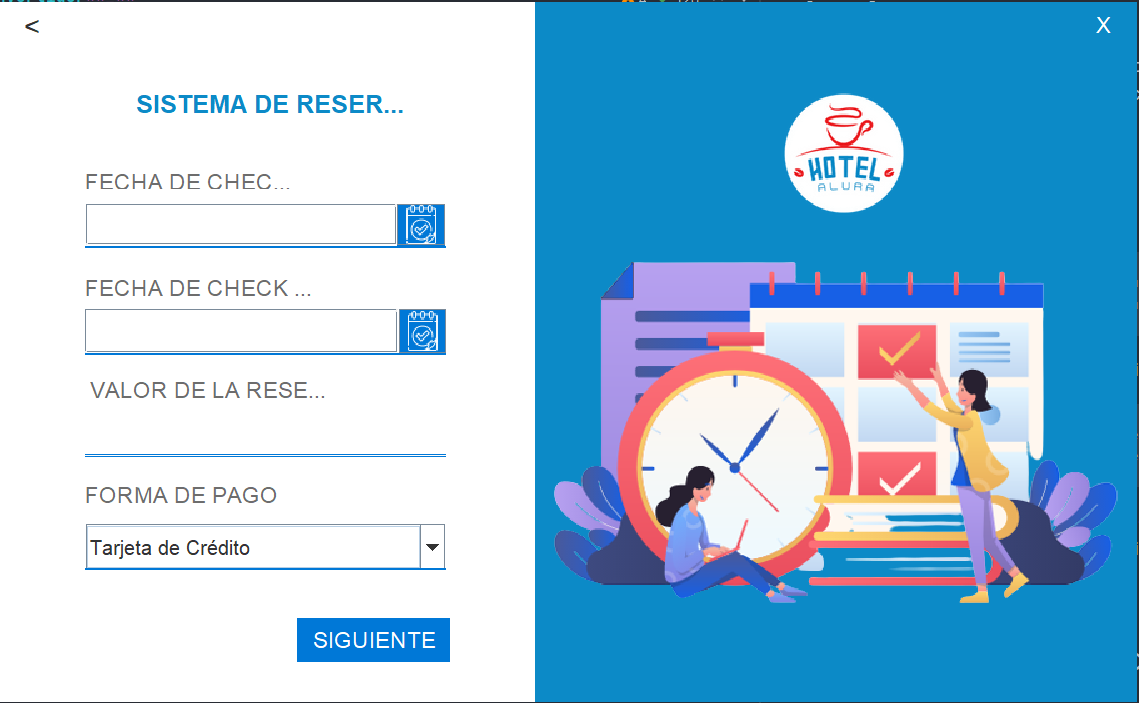 <
X
SISTEMA DE RESER...
FECHA DE CHEC...
FECHA DE CHECK ...
VALOR DE LA RESE...
FORMA DE PAGO
Tarjeta de Crédito
SIGUIENTE
HOTEL
ALURA